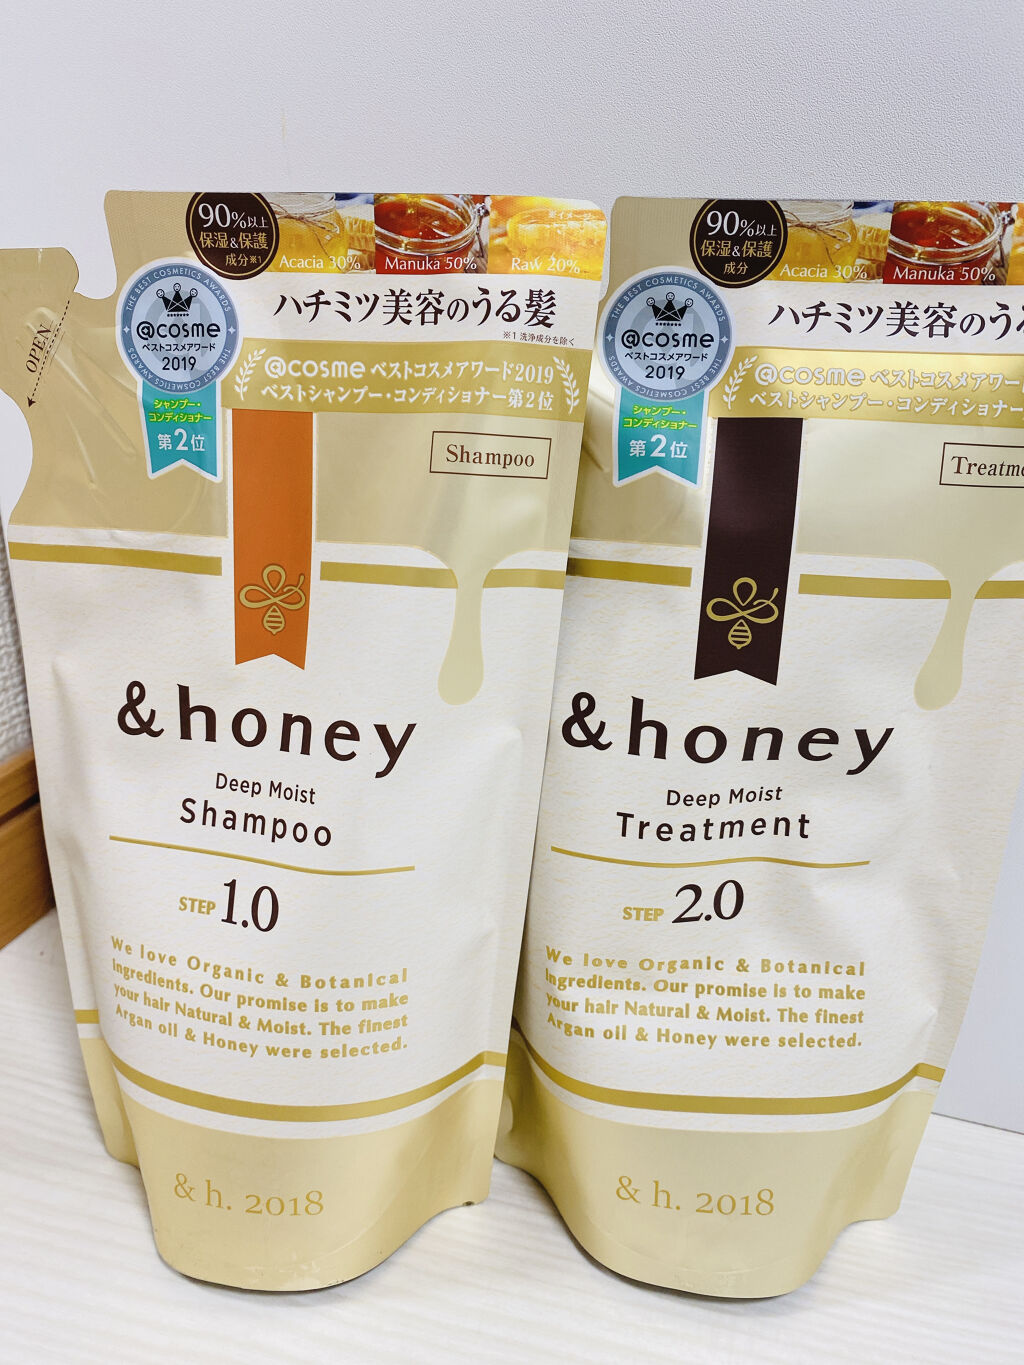 OPEN
90%以上
保湿&保護
成分※1
Acacia 30%
Manuka 50%
※イメージ
Raw 20%
THE BEST COSMETICS AWARDS
@cosme
ベストコスメアワード
2019
THE BEST COSMETICS AWARDS
シャンプー・
コンディショナー
第2位
ハチミツ美容のうる髪
※1 洗浄成分を除く
@cosme ベストコスメアワード2019
ベストシャンプー・コンディショナー第2位
Shampoo
&honey
Deep Moist
Shampoo
STEP 1.0
We love Organic & Botanical
Ingredients. Our promise is to make
your hair Natural & Moist. The finest
Argan oil & Honey were selected.
& h. 2018
90%以上
保湿&保護
成分
Acacia 30%
Manuka 50%
THE BEST COSMETICS AWARDS
@cosme
ベストコスメアワード
2019
THE BEST COSMETICS AWARDS
シャンプー・
コンディショナー
第2位
ハチミツ美容のうる
@cosme ベストコスメアワー
ベストシャンプー・コンディショナー
Treatme
&honey
Deep Moist
Treatment
STEP 2.0
We love Organic & Botanical
Ingredients. Our promise is to make
your hair Natural & Moist. The finest
Argan oil & Honey were selected.
& h. 2018